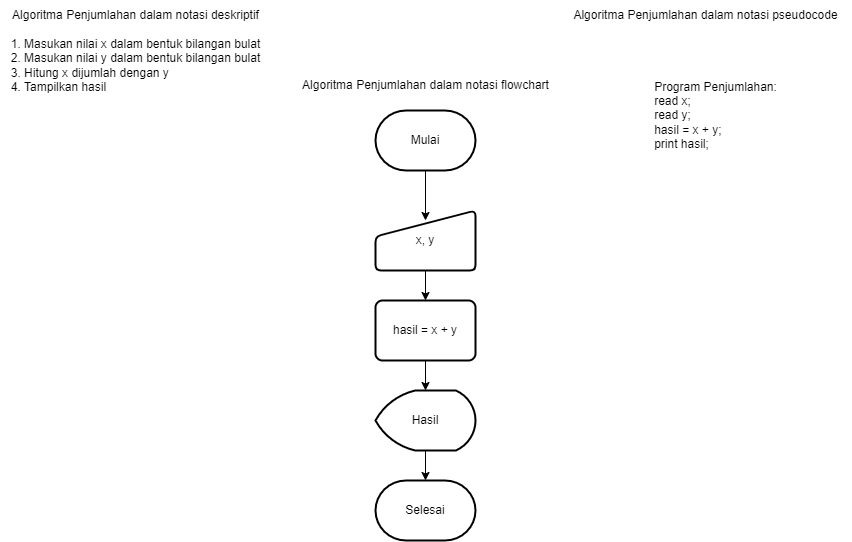 Algoritma Penjumlahan dalam notasi deskriptif
1. Masukan nilai x dalam bentuk bilangan bulat
2. Masukan nilai y dalam bentuk bilangan bulat
3. Hitung x dijumlah dengan y
4. Tampilkan hasil
Algoritma Penjumlahan dalam notasi flowchart
Mulai
x, y
hasil = x + y
Hasil
Selesai
Algoritma Penjumlahan dalam notasi pseudocode
Program Penjumlahan:
read x;
read y;
hasil = x + y;
print hasil;